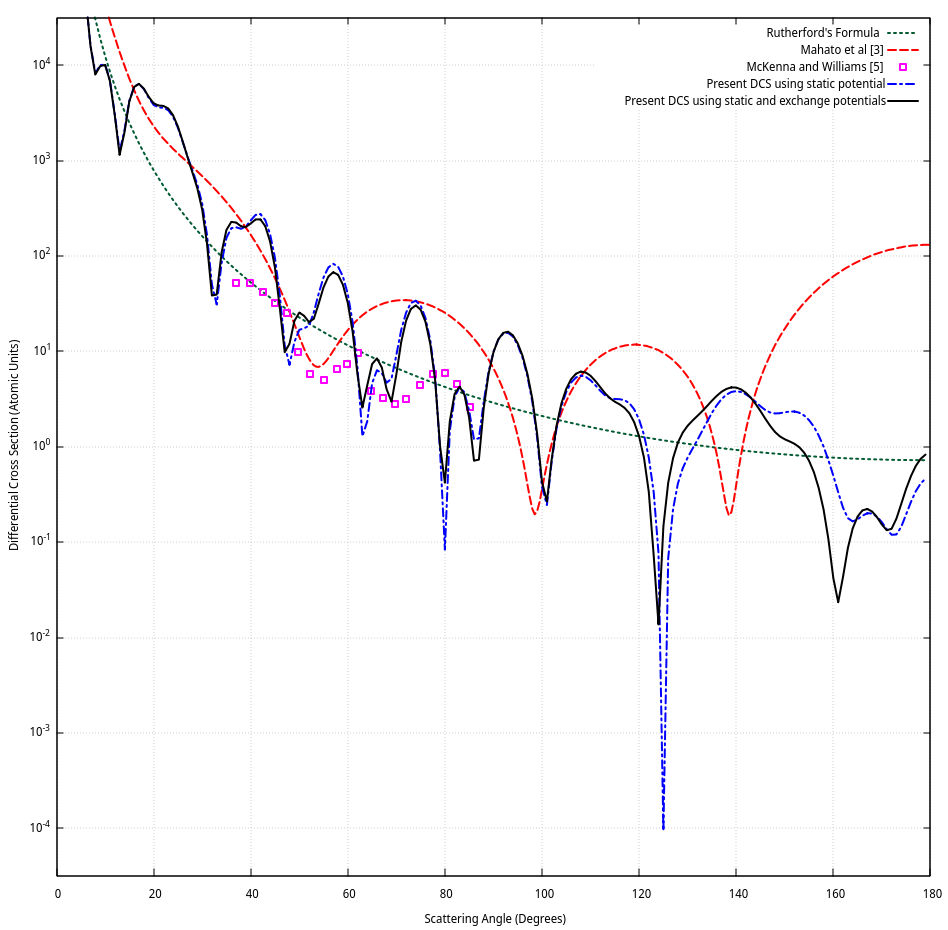 Rutherford's Formula
Mahato et al [3]
McKenna and Williams [5]
Present DCS using static potential
Present DCS using static and exchange potentials
10^4
10^3
10^2
10^1
10^0
10^-1
10^-2
10^-3
10^-4
Differential Cross Section (Atomic Units)
0 20 40 60 80 100 120 140 160 180
Scattering Angle (Degrees)